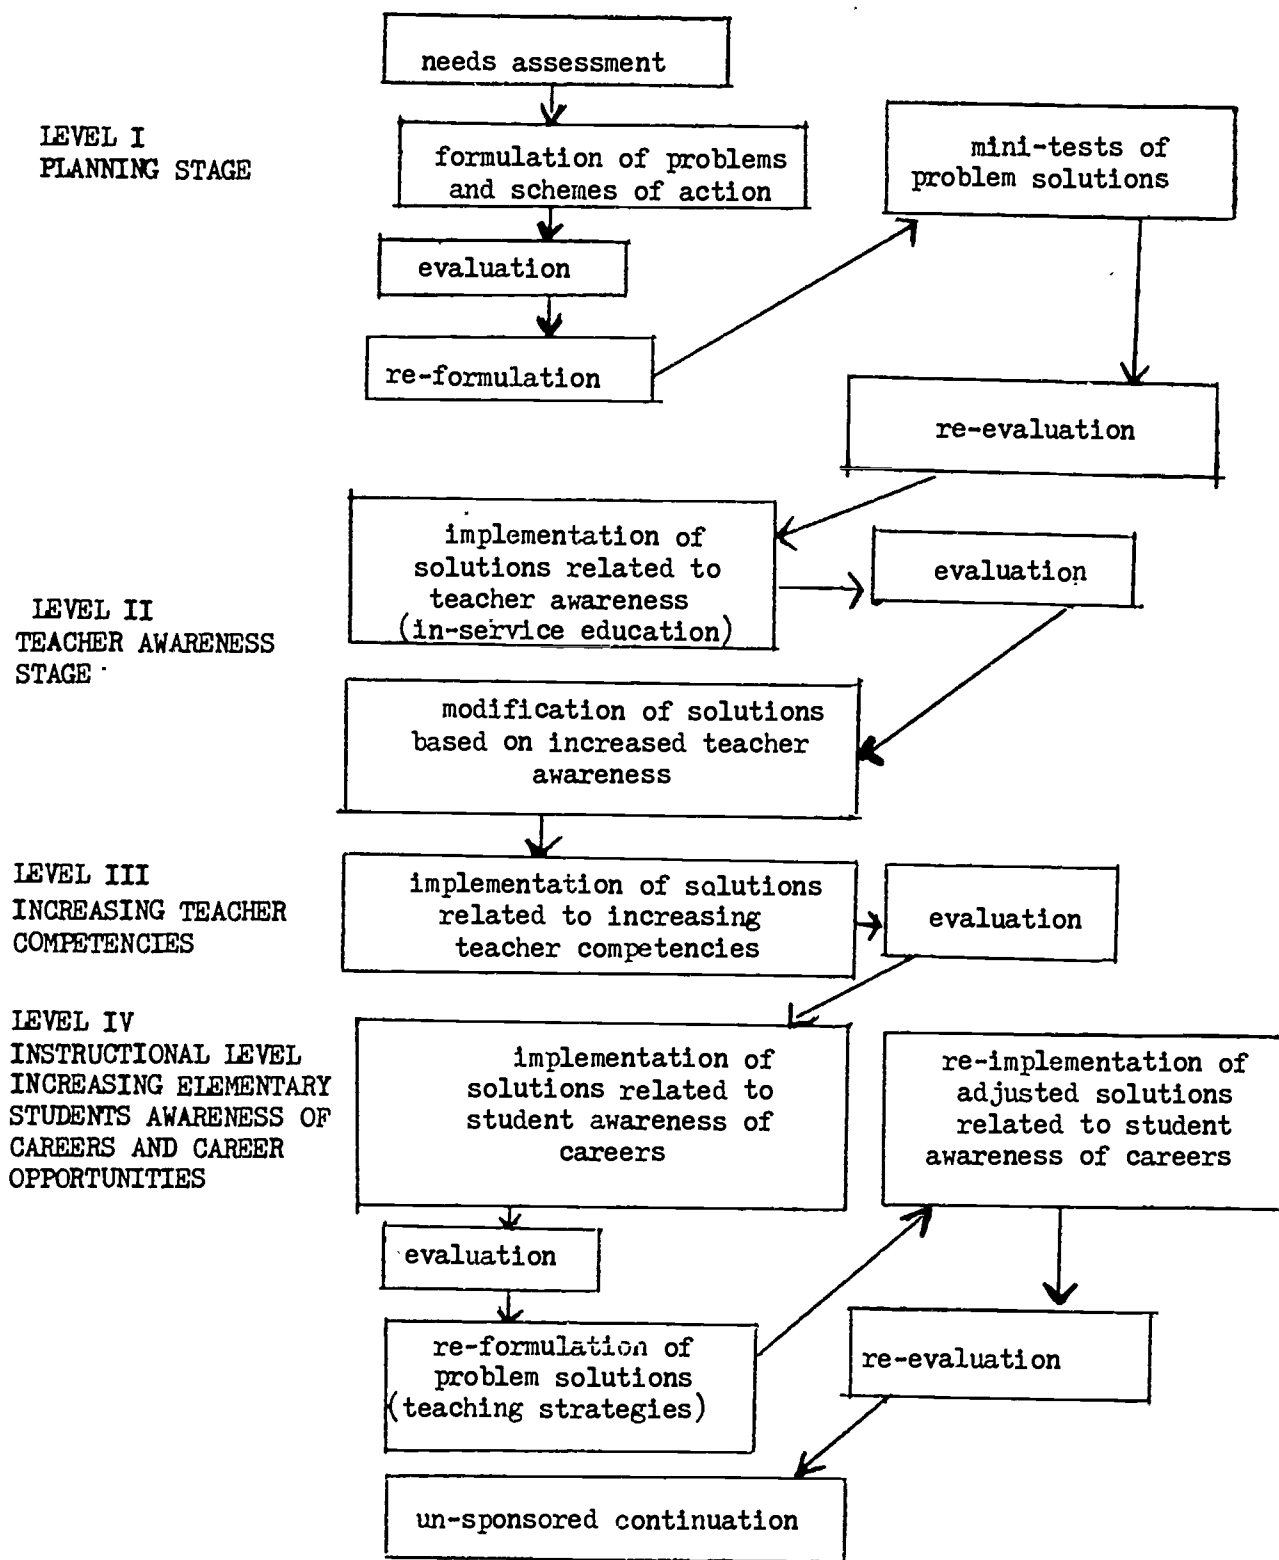 needs assessment
LEVEL I
PLANNING STAGE
formulation of problems
and schemes of action
mini-tests of
problem solutions
evaluation
re-formulation
re-evaluation
LEVEL II
TEACHER AWARENESS
STAGE
implementation of
solutions related to
teacher awareness
(in-service education)
evaluation
modification of solutions
based on increased teacher
awareness
LEVEL III
INCREASING TEACHER
COMPETENCIES
implementation of solutions
related to increasing
teacher competencies
evaluation
LEVEL IV
INSTRUCTIONAL LEVEL
INCREASING ELEMENTARY
STUDENTS AWARENESS OF
CAREERS AND CAREER
OPPORTUNITIES
implementation of
solutions related to
student awareness of
careers
re-implementation of
adjusted solutions
related to student
awareness of careers
evaluation
re-formulation of
problem solutions
(teaching strategies)
re-evaluation
un-sponsored continuation